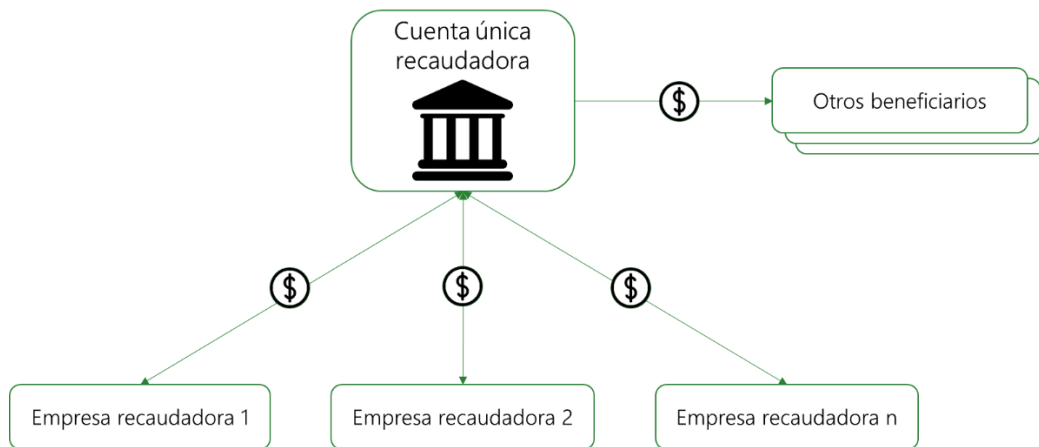 Cuenta única
recaudadora
$
Otros beneficiarios
$
$
$
Empresa recaudadora 1
Empresa recaudadora 2
Empresa recaudadora n